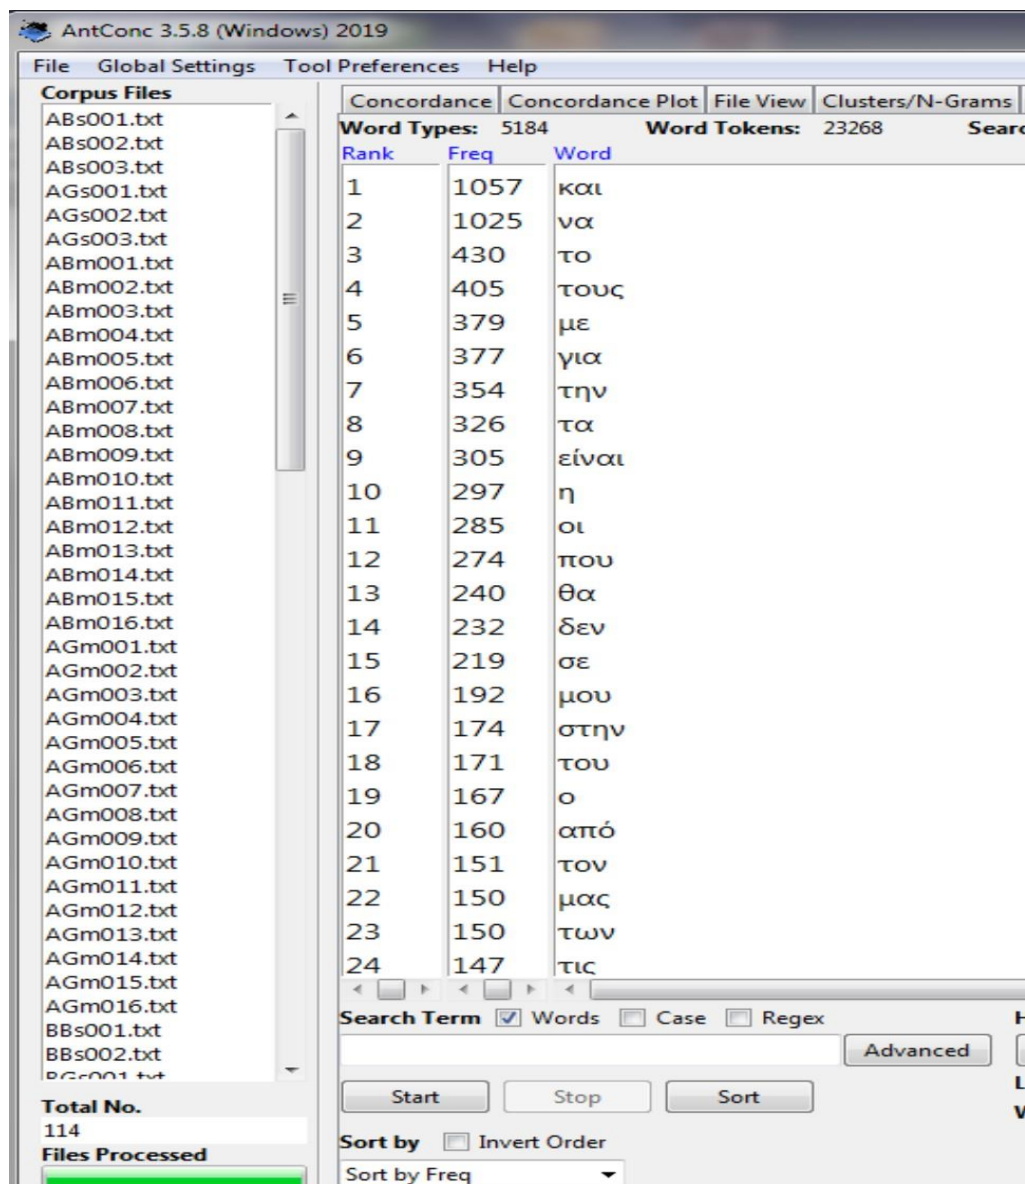 AntConc 3.5.8 (Windows) 2019
File Global Settings Tool Preferences Help
Corpus Files
ABs001.txt
ABs002.txt
ABs003.txt
AGs001.txt
AGs002.txt
AGs003.txt
ABm001.txt
ABm002.txt
ABm003.txt
ABm004.txt
ABm005.txt
ABm006.txt
ABm007.txt
ABm008.txt
ABm009.txt
ABm010.txt
ABm011.txt
ABm012.txt
ABm013.txt
ABm014.txt
ABm015.txt
ABm016.txt
AGm001.txt
AGm002.txt
AGm003.txt
AGm004.txt
AGm005.txt
AGm006.txt
AGm007.txt
AGm008.txt
AGm009.txt
AGm010.txt
AGm011.txt
AGm012.txt
AGm013.txt
AGm014.txt
AGm015.txt
AGm016.txt
BBs001.txt
BBs002.txt
Total No.
114
Files Processed
Concordance Concordance Plot File View Clusters/N-Grams
Word Types: 5184 Word Tokens: 23268
Rank Freq Word
1 1057 και
2 1025 να
3 430 το
4 405 τους
5 379 με
6 377 για
7 354 την
8 326 τα
9 305 είναι
10 297 η
11 285 οι
12 274 που
13 240 θα
14 232 δεν
15 219 σε
16 192 μου
17 174 στην
18 171 του
19 167 ο
20 160 από
21 151 τον
22 150 μας
23 150 των
24 147 τις
Search Term Words Case Regex
Advanced
Start Stop Sort
Sort by Invert Order
Sort by Freq